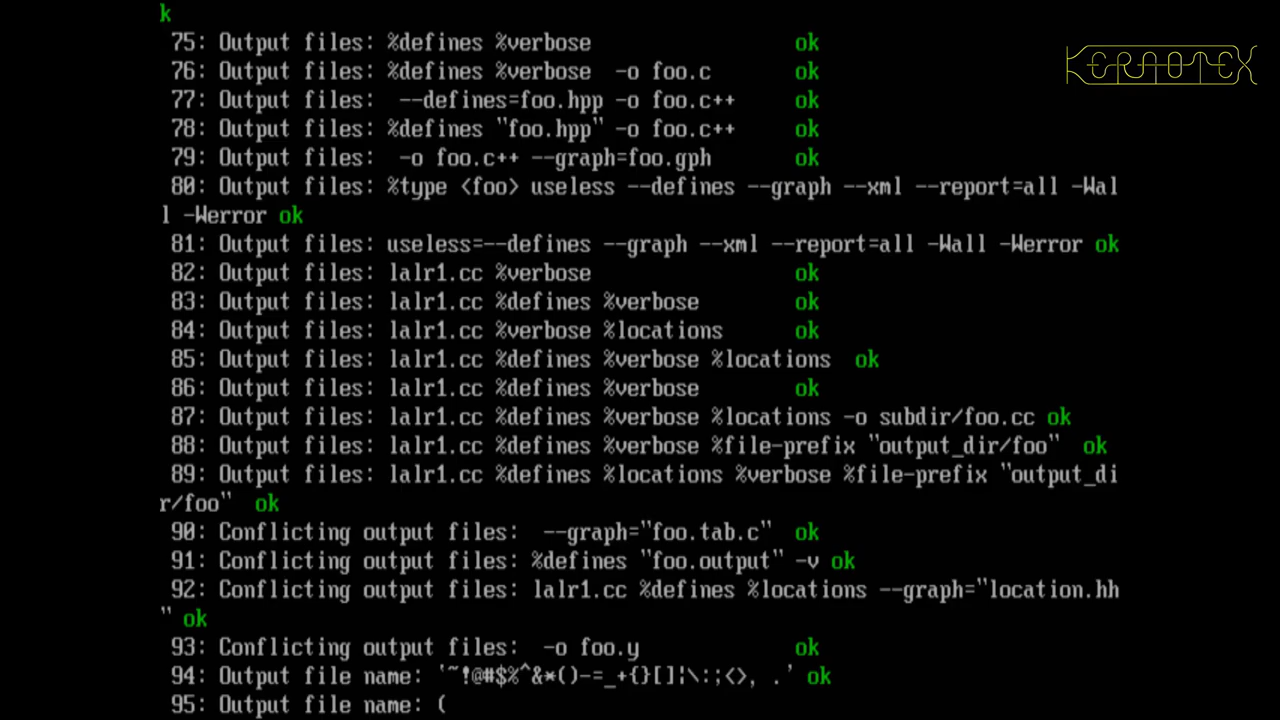 k
KERNOTEX
75: Output files: %defines %verbose ok
76: Output files: %defines %verbose -o foo.c ok
77: Output files: --defines=foo.hpp -o foo.c++ ok
78: Output files: %defines "foo.hpp" -o foo.c++ ok
79: Output files: -o foo.c++ --graph=foo.gph ok
80: Output files: %type <foo> useless --defines --graph --xml --report=all -Wal
l -Werror ok
81: Output files: useless=--defines --graph --xml --report=all -Wall -Werror ok
82: Output files: lalr1.cc %verbose ok
83: Output files: lalr1.cc %defines %verbose ok
84: Output files: lalr1.cc %verbose %locations ok
85: Output files: lalr1.cc %defines %verbose %locations ok
86: Output files: lalr1.cc %defines %verbose ok
87: Output files: lalr1.cc %defines %verbose %locations -o subdir/foo.cc ok
88: Output files: lalr1.cc %defines %verbose %file-prefix "output_dir/foo" ok
89: Output files: lalr1.cc %defines %locations %verbose %file-prefix "output_di
r/foo" ok
90: Conflicting output files: --graph="foo.tab.c" ok
91: Conflicting output files: %defines "foo.output" -v ok
92: Conflicting output files: lalr1.cc %defines %locations --graph="location.hh
" ok
93: Conflicting output files: -o foo.y ok
94: Output file name: `~!@#$%^&*()-=_+{}[]|\:;<>, .' ok
95: Output file name: (